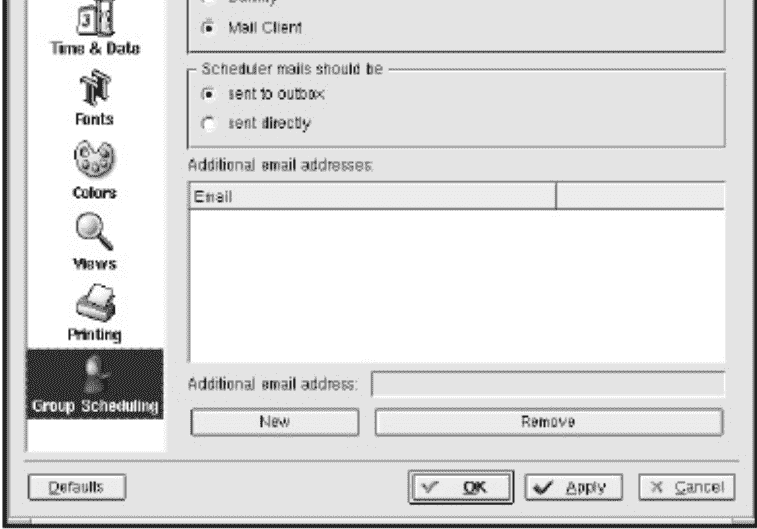 Time & Date
Fonts
Colors
Views
Printing
Group Scheduling
Mail Client
Scheduler mails should be
sent to outbox
sent directly
Additional email addresses:
Email
Additional email address:
New
Remove
Defaults
OK
Apply
Cancel